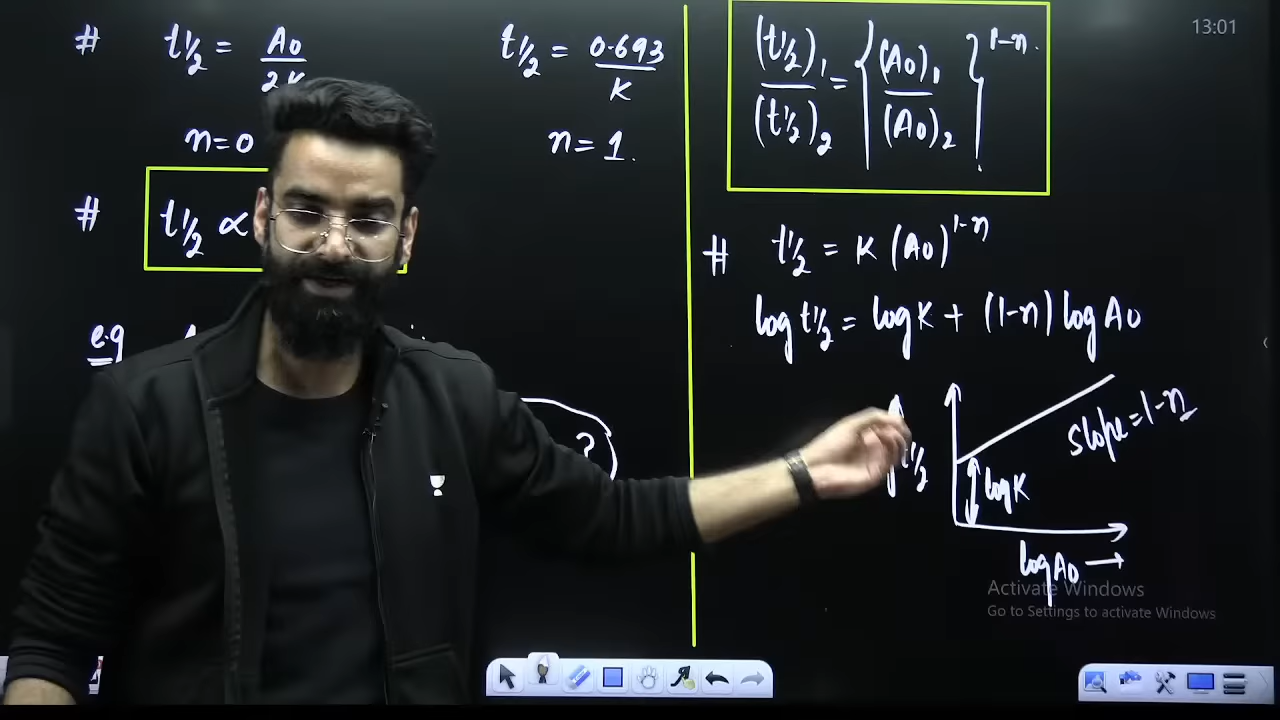 # t1/2 = A0/2K
t1/2 = 0.693/K
n=0
n=1.
# t1/2 ∝
e.g
?
(t1/2)1/(t1/2)2 = {(A0)1/(A0)2}^1-n.
# t1/2 = K (A0)^1-n
log t1/2 = log K + (1-n) log A0
t1/2
log K
Slope=1-n
log A0 →
13:01
Activate Windows
Go to Settings to activate Windows